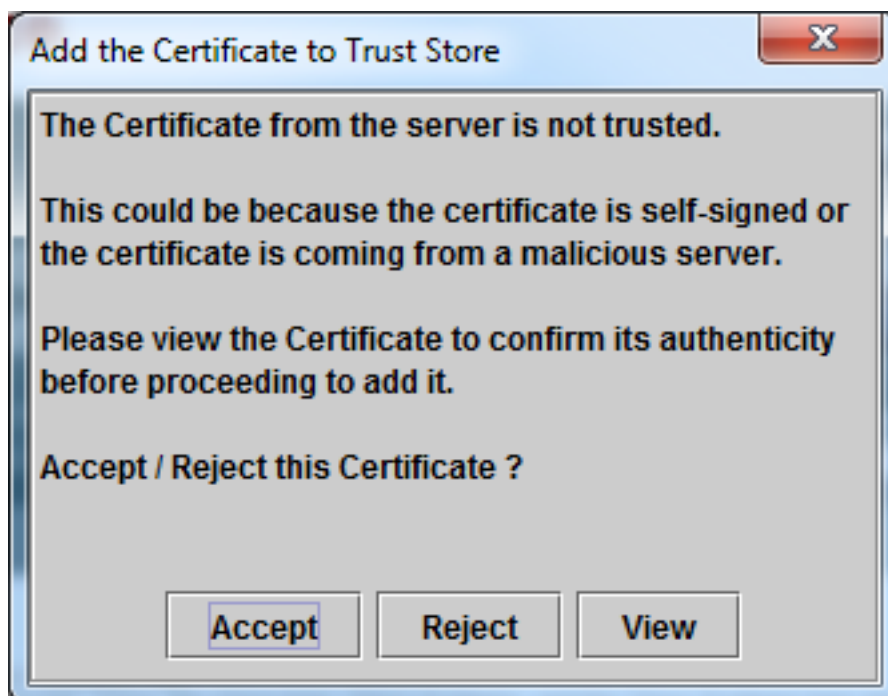 Add the Certificate to Trust Store
The Certificate from the server is not trusted.
This could be because the certificate is self-signed or
the certificate is coming from a malicious server.
Please view the Certificate to confirm its authenticity
before proceeding to add it.
Accept / Reject this Certificate ?
Accept Reject View